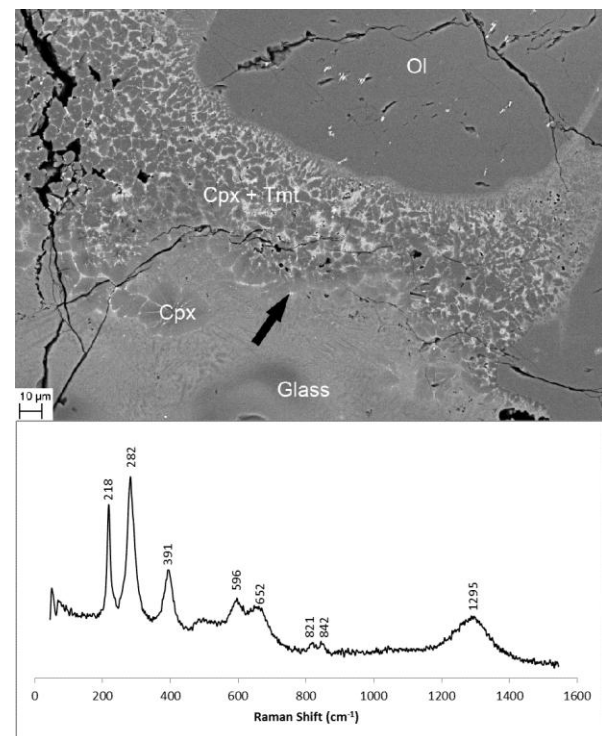 Ol
Cpx + Tmt
Cpx
Glass
10 µm
218
282
391
596
652
821
842
1295
0 200 400 600 800 1000 1200 1400 1600
Raman Shift (cm⁻¹)